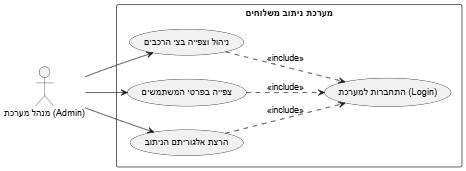 מערכת ניתוב משלוחים
ניהול וצפייה בצי הרכבים
«include»
צפייה בפרטי המשתמשים
«include»
התחברות למערכת (Login)
מנהל מערכת (Admin)
«include»
הרצת אלגוריתם הניתוב